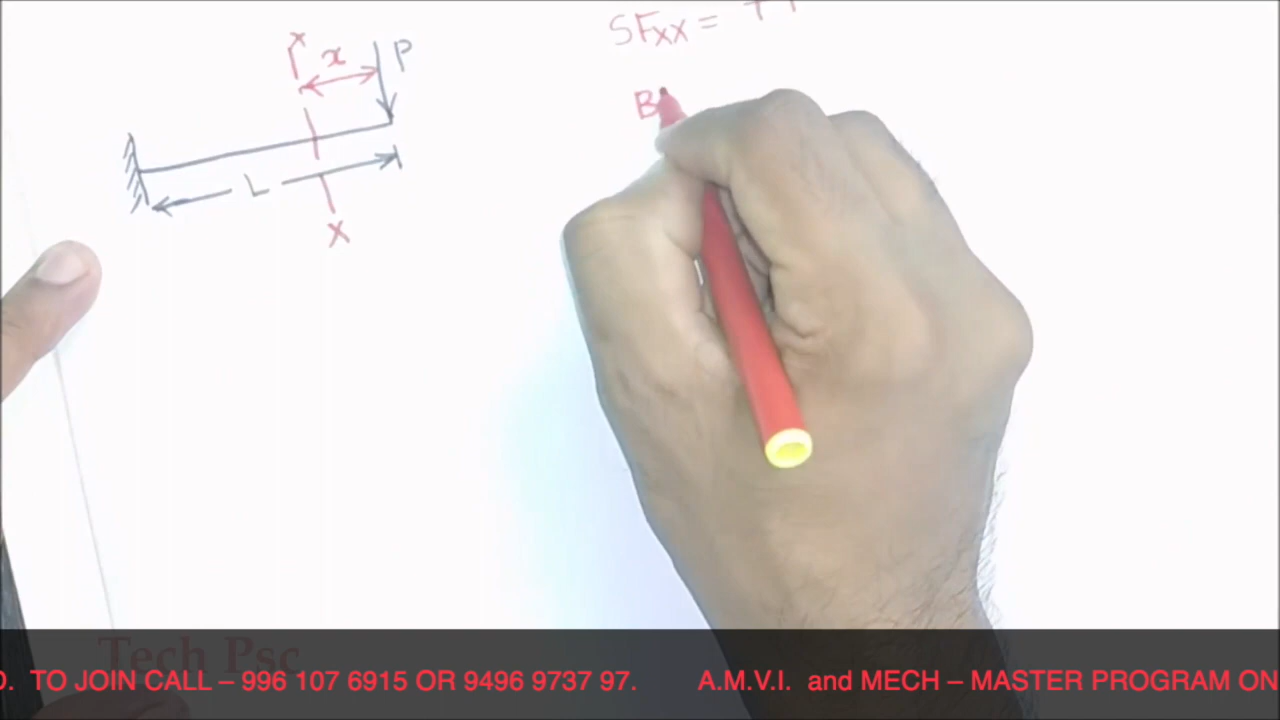 SFxx = +P
X
x P
L
X
B
Tech Psc
O. TO JOIN CALL – 996 107 6915 OR 9496 9737 97. A.M.V.I. and MECH – MASTER PROGRAM ON